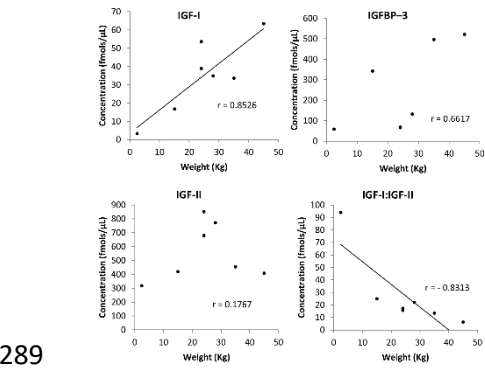 IGF-I
Concentration (fmols/µL)
70
60
50
40
30
20
10
0
r = 0.8526
0 10 20 30 40 50
Weight (Kg)
IGFBP–3
Concentration (fmols/µL)
600
500
400
300
200
100
0
r = 0.6617
0 10 20 30 40 50
Weight (Kg)
IGF-II
Concentration (fmols/µL)
900
800
700
600
500
400
300
200
100
0
r = 0.1767
0 10 20 30 40 50
Weight (Kg)
IGF-I:IGF-II
Concentration (fmols/µL)
100
90
80
70
60
50
40
30
20
10
0
r = - 0.8313
0 10 20 30 40 50
Weight (Kg)
289